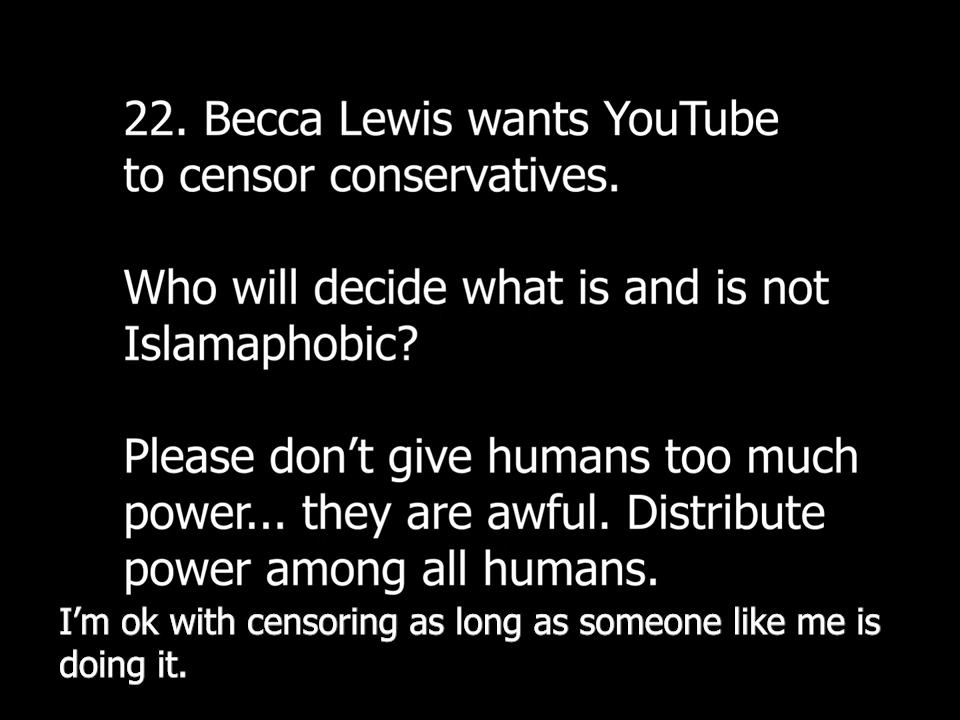 22. Becca Lewis wants YouTube
to censor conservatives.
Who will decide what is and is not
Islamaphobic?
Please don’t give humans too much
power... they are awful. Distribute
power among all humans.
I’m ok with censoring as long as someone like me is
doing it.